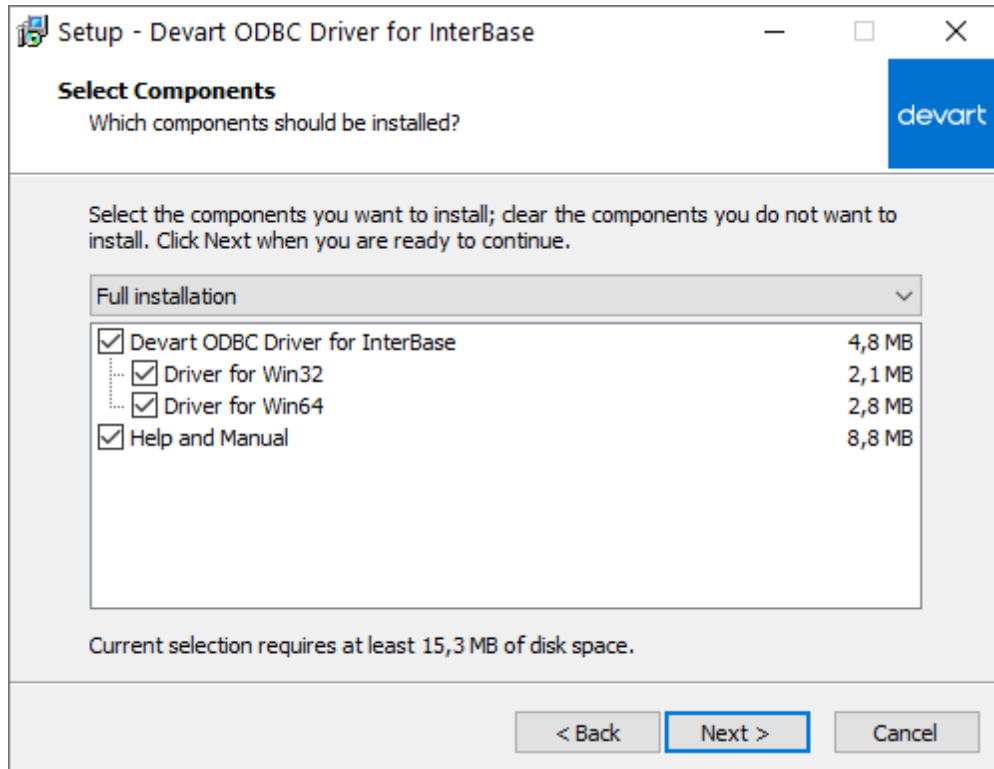 Setup - Devart ODBC Driver for InterBase
Select Components
Which components should be installed?
devart
Select the components you want to install; clear the components you do not want to
install. Click Next when you are ready to continue.
Full installation
Devart ODBC Driver for InterBase 4,8 MB
Driver for Win32 2,1 MB
Driver for Win64 2,8 MB
Help and Manual 8,8 MB
Current selection requires at least 15,3 MB of disk space.
< Back Next > Cancel